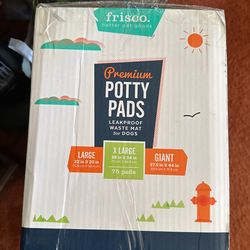 frisco.
better pet goods
Premium
POTTY
PADS
LEAKPROOF
WASTE MAT
for DOGS
LARGE
22 in X 23 in
X LARGE
28 in X 34 in
GIANT
27.5 in X 44 in
75 pads